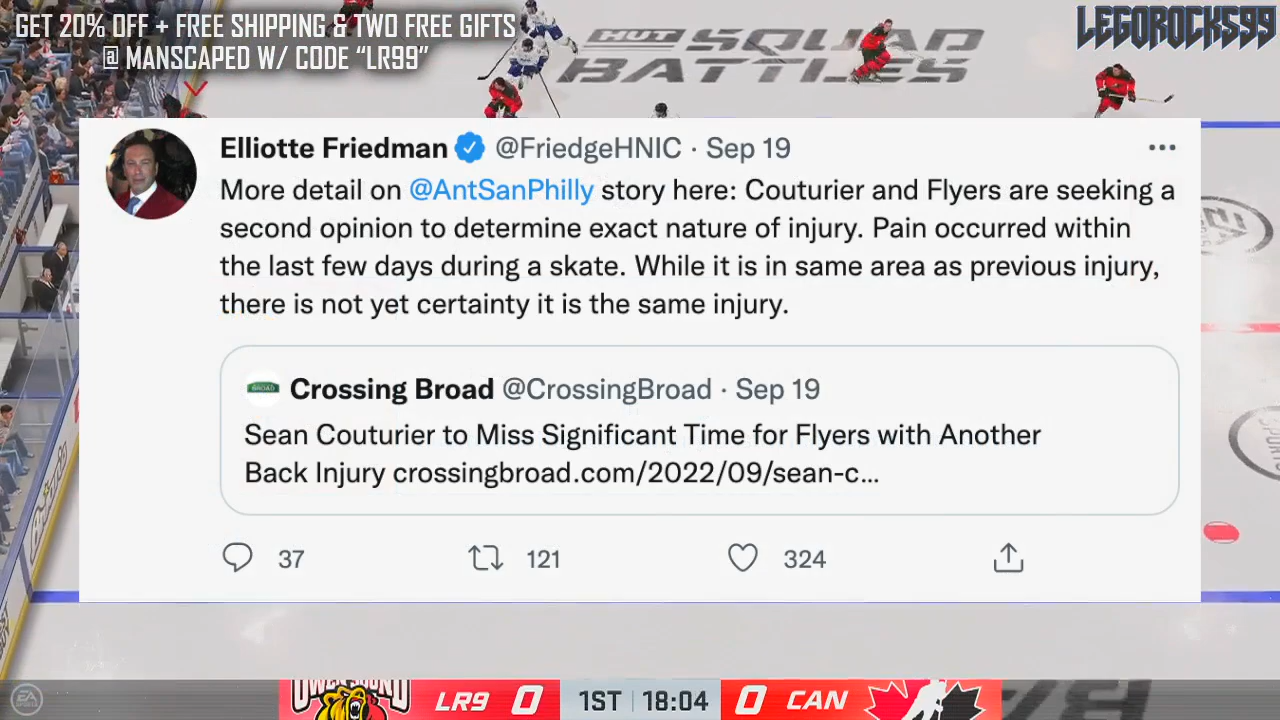 GET 20% OFF + FREE SHIPPING & TWO FREE GIFTS
@ MANSCAPED W/ CODE “LR99”
LEGOROCKS99
HUT SQUAD
BATTLES
Elliotte Friedman @FriedgeHNIC · Sep 19
More detail on @AntSanPhilly story here: Couturier and Flyers are seeking a
second opinion to determine exact nature of injury. Pain occurred within
the last few days during a skate. While it is in same area as previous injury,
there is not yet certainty it is the same injury.
BROAD
Crossing Broad @CrossingBroad · Sep 19
Sean Couturier to Miss Significant Time for Flyers with Another
Back Injury crossingbroad.com/2022/09/sean-c...
37 121 324
EA
SPORTS
OWEN SOUND
LR9 0 1ST 18:04 0 CAN